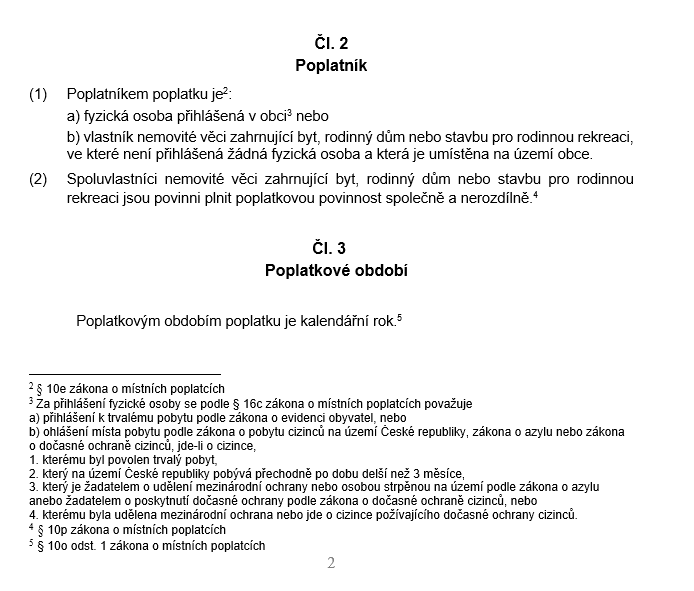 Čl. 2
Poplatník
(1) Poplatníkem poplatku je²:
a) fyzická osoba přihlášená v obci³ nebo
b) vlastník nemovité věci zahrnující byt, rodinný dům nebo stavbu pro rodinnou rekreaci,
ve které není přihlášená žádná fyzická osoba a která je umístěna na území obce.
(2) Spoluvlastníci nemovité věci zahrnující byt, rodinný dům nebo stavbu pro rodinnou
rekreaci jsou povinni plnit poplatkovou povinnost společně a nerozdílně.⁴
Čl. 3
Poplatkové období
Poplatkovým obdobím poplatku je kalendářní rok.⁵
² § 10e zákona o místních poplatcích
³ Za přihlášení fyzické osoby se podle § 16c zákona o místních poplatcích považuje
a) přihlášení k trvalému pobytu podle zákona o evidenci obyvatel, nebo
b) ohlášení místa pobytu podle zákona o pobytu cizinců na území České republiky, zákona o azylu nebo zákona
o dočasné ochraně cizinců, jde-li o cizince,
1. kterému byl povolen trvalý pobyt,
2. který na území České republiky pobývá přechodně po dobu delší než 3 měsíce,
3. který je žadatelem o udělení mezinárodní ochrany nebo osobou strpěnou na území podle zákona o azylu
anebo žadatelem o poskytnutí dočasné ochrany podle zákona o dočasné ochraně cizinců, nebo
4. kterému byla udělena mezinárodní ochrana nebo jde o cizince požívajícího dočasné ochrany cizinců.
⁴ § 10p zákona o místních poplatcích
⁵ § 10o odst. 1 zákona o místních poplatcích
2